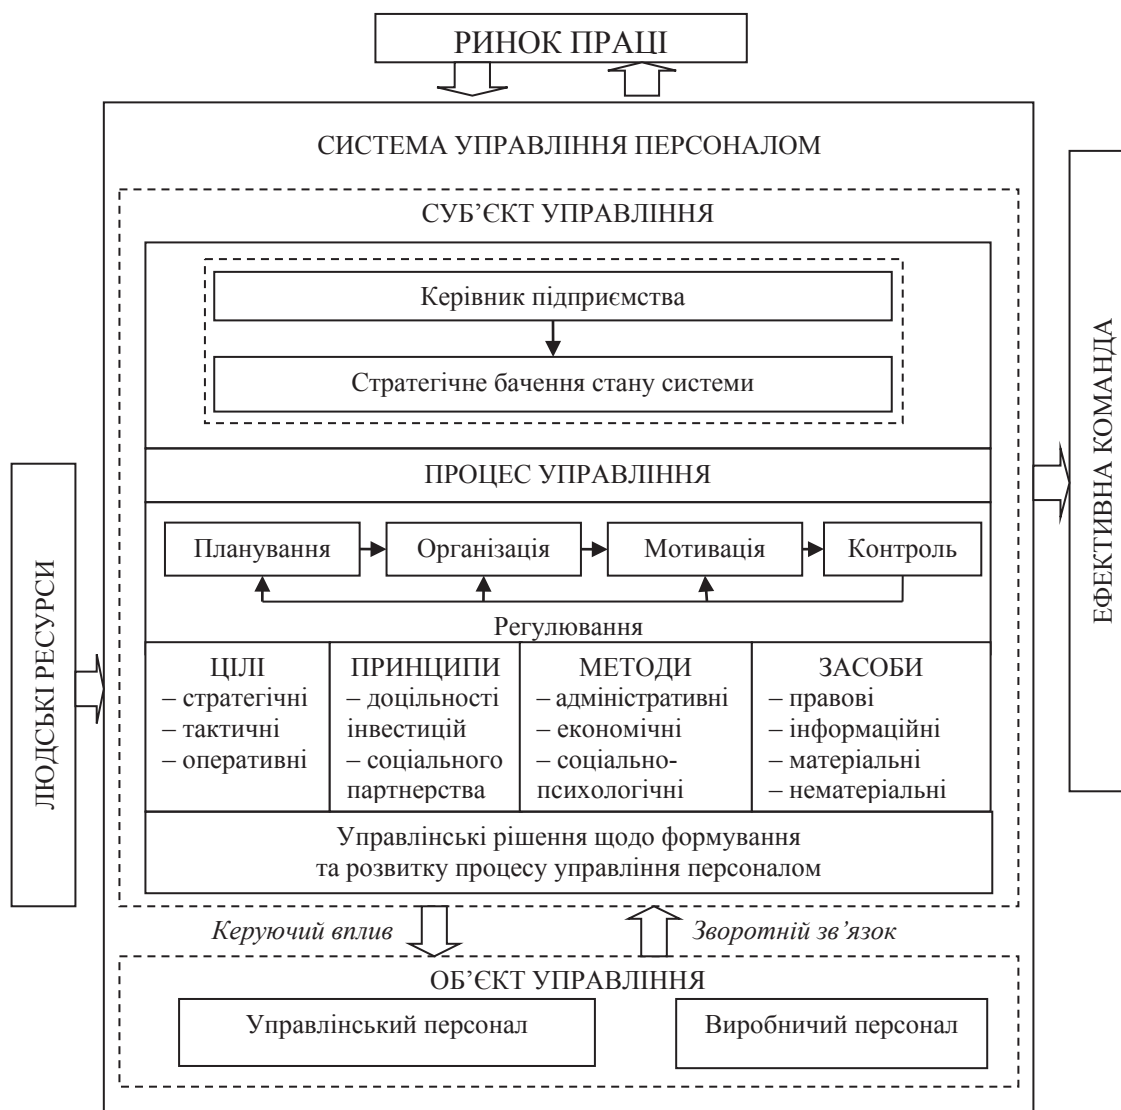 РИНОК ПРАЦІ
СИСТЕМА УПРАВЛІННЯ ПЕРСОНАЛОМ
СУБ’ЄКТ УПРАВЛІННЯ
Керівник підприємства
Стратегічне бачення стану системи
ПРОЦЕС УПРАВЛІННЯ
Планування
Організація
Мотивація
Контроль
Регулювання
ЦІЛІ
– стратегічні
– тактичні
– оперативні
ПРИНЦИПИ
– доцільності
інвестицій
– соціального
партнерства
МЕТОДИ
– адміністративні
– економічні
– соціально-
психологічні
ЗАСОБИ
– правові
– інформаційні
– матеріальні
– нематеріальні
Управлінські рішення щодо формування
та розвитку процесу управління персоналом
Керуючий вплив
Зворотній зв’язок
ОБ’ЄКТ УПРАВЛІННЯ
Управлінський персонал
Виробничий персонал
ЛЮДСЬКІ РЕСУРСИ
ЕФЕКТИВНА КОМАНДА